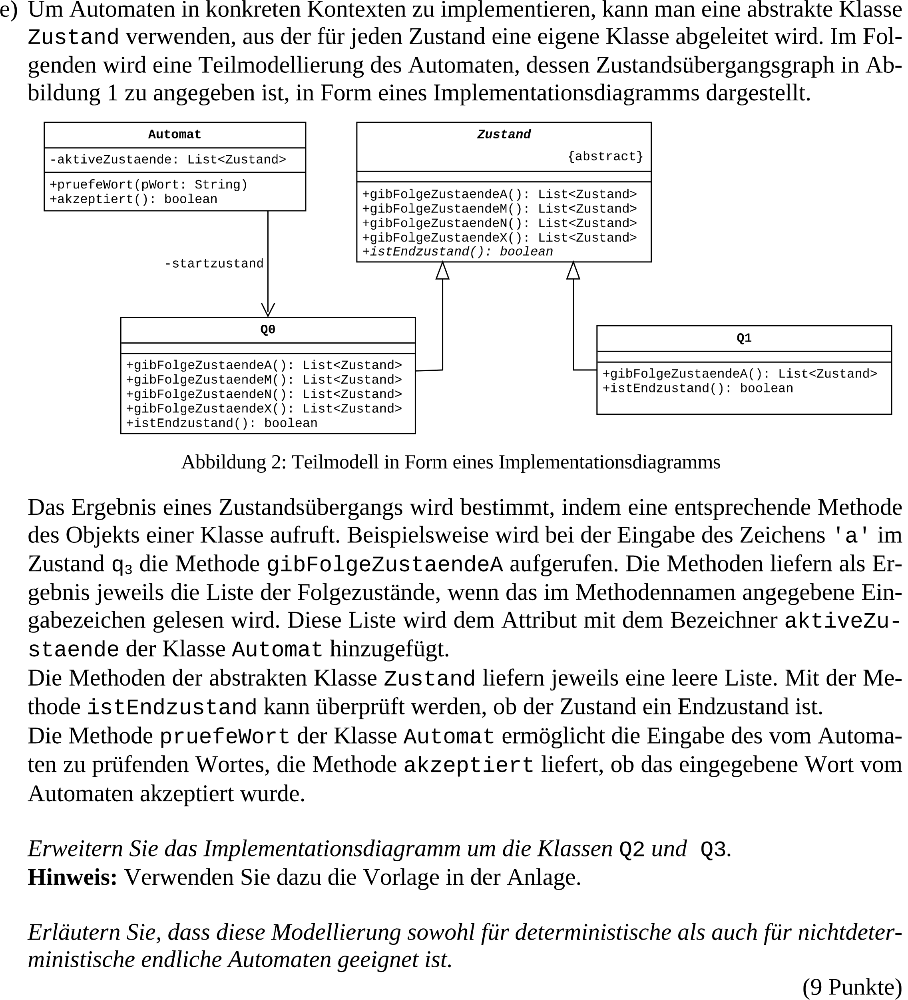 e) Um Automaten in konkreten Kontexten zu implementieren, kann man eine abstrakte Klasse
Zustand verwenden, aus der für jeden Zustand eine eigene Klasse abgeleitet wird. Im Fol-
genden wird eine Teilmodellierung des Automaten, dessen Zustandsübergangsgraph in Ab-
bildung 1 zu angegeben ist, in Form eines Implementationsdiagramms dargestellt.
Automat
-aktiveZustaende: List<Zustand>
+pruefeWort(pWort: String)
+akzeptiert(): boolean
Zustand
{abstract}
+gibFolgeZustaendeA(): List<Zustand>
+gibFolgeZustaendeM(): List<Zustand>
+gibFolgeZustaendeN(): List<Zustand>
+gibFolgeZustaendeX(): List<Zustand>
+istEndzustand(): boolean
-startzustand
Q0
+gibFolgeZustaendeA(): List<Zustand>
+gibFolgeZustaendeM(): List<Zustand>
+gibFolgeZustaendeN(): List<Zustand>
+gibFolgeZustaendeX(): List<Zustand>
+istEndzustand(): boolean
Q1
+gibFolgeZustaendeA(): List<Zustand>
+istEndzustand(): boolean
Abbildung 2: Teilmodell in Form eines Implementationsdiagramms
Das Ergebnis eines Zustandsübergangs wird bestimmt, indem eine entsprechende Methode
des Objekts einer Klasse aufruft. Beispielsweise wird bei der Eingabe des Zeichens 'a' im
Zustand q₃ die Methode gibFolgeZustaendeA aufgerufen. Die Methoden liefern als Er-
gebnis jeweils die Liste der Folgezustände, wenn das im Methodennamen angegebene Ein-
gabezeichen gelesen wird. Diese Liste wird dem Attribut mit dem Bezeichner aktiveZu-
staende der Klasse Automat hinzugefügt.
Die Methoden der abstrakten Klasse Zustand liefern jeweils eine leere Liste. Mit der Me-
thode istEndzustand kann überprüft werden, ob der Zustand ein Endzustand ist.
Die Methode pruefeWort der Klasse Automat ermöglicht die Eingabe des vom Automa-
ten zu prüfenden Wortes, die Methode akzeptiert liefert, ob das eingegebene Wort vom
Automaten akzeptiert wurde.
Erweitern Sie das Implementationsdiagramm um die Klassen Q2 und Q3.
Hinweis: Verwenden Sie dazu die Vorlage in der Anlage.
Erläutern Sie, dass diese Modellierung sowohl für deterministische als auch für nichtdeter-
ministische endliche Automaten geeignet ist.
(9 Punkte)